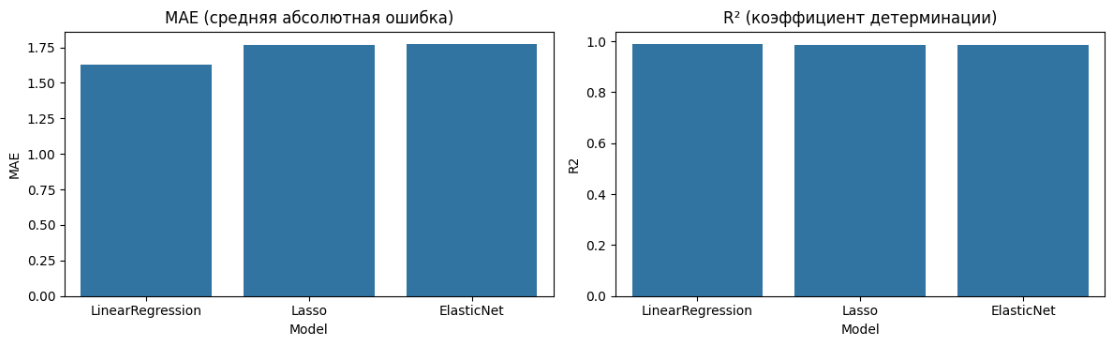 MAE (средняя абсолютная ошибка)
MAE
1.75
1.50
1.25
1.00
0.75
0.50
0.25
0.00
LinearRegression
Lasso
ElasticNet
Model
R² (коэффициент детерминации)
R2
1.0
0.8
0.6
0.4
0.2
0.0
LinearRegression
Lasso
ElasticNet
Model